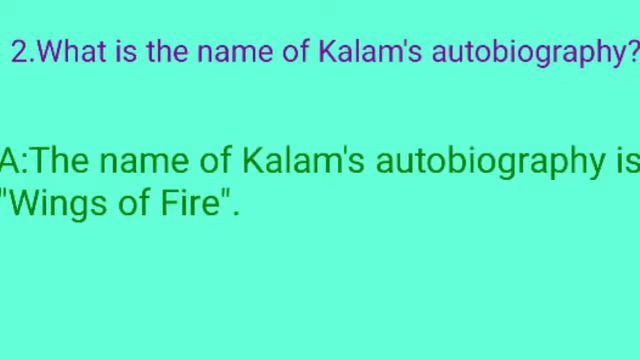 2.What is the name of Kalam's autobiography?
A:The name of Kalam's autobiography is
"Wings of Fire".